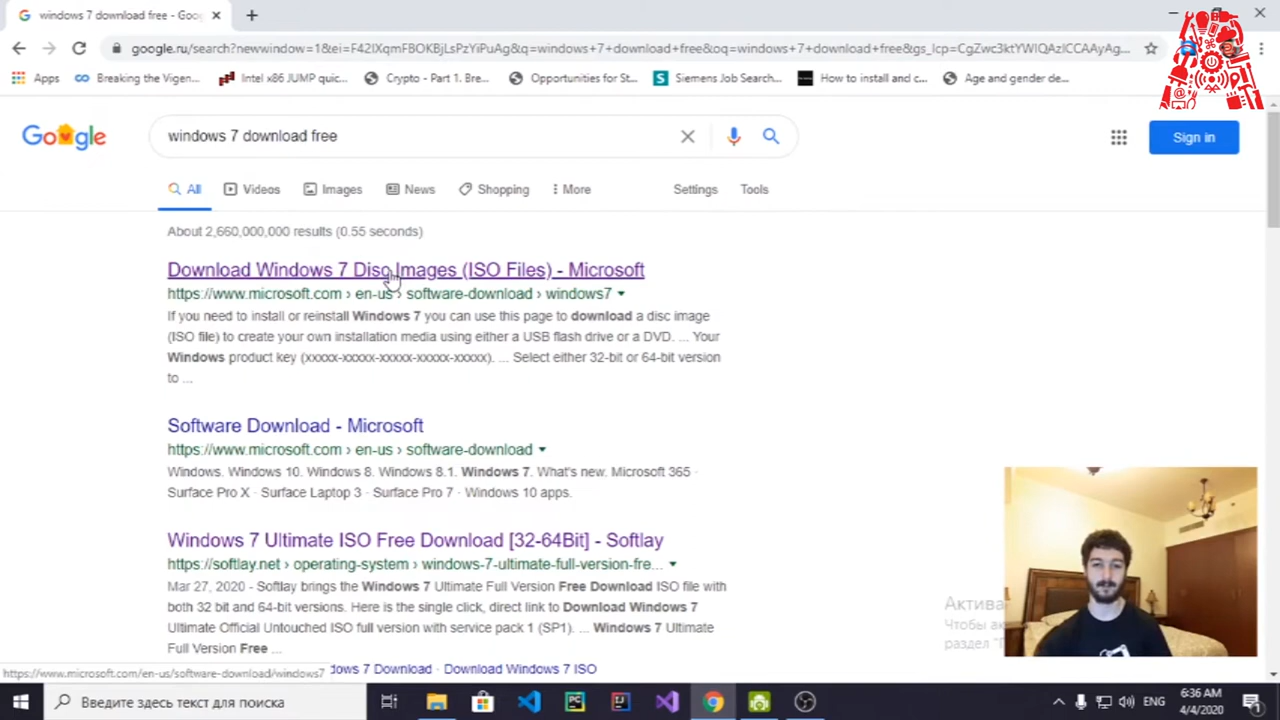 windows 7 download free - Goo
google.ru/search?newwindow=1&ei=F42IXqmFBOKBjLsPzYiPuAg&q=windows+7+download+free&oq=windows+7+download+free&gs_lcp=CgZwc3ktYWIQAzICCAAyAg...
Apps
Breaking the Vigen...
Intel x86 JUMP quic...
Crypto - Part 1. Bre...
Opportunities for St...
Siemens Job Search...
How to install and c...
Age and gender de...
Google
windows 7 download free
Sign in
All
Videos
Images
News
Shopping
More
Settings
Tools
About 2,660,000,000 results (0.55 seconds)
Download Windows 7 Disc Images (ISO Files) - Microsoft
https://www.microsoft.com › en-us › software-download › windows7
If you need to install or reinstall Windows 7 you can use this page to download a disc image
(ISO file) to create your own installation media using either a USB flash drive or a DVD. ... Your
Windows product key (xxxxx-xxxxx-xxxxx-xxxxx-xxxxx). ... Select either 32-bit or 64-bit version
to ...
Software Download - Microsoft
https://www.microsoft.com › en-us › software-download
Windows. Windows 10. Windows 8. Windows 8.1. Windows 7. What's new. Microsoft 365 ·
Surface Pro X · Surface Laptop 3 · Surface Pro 7 · Windows 10 apps.
Windows 7 Ultimate ISO Free Download [32-64Bit] - Softlay
https://softlay.net › operating-system › windows-7-ultimate-full-version-fre...
Mar 27, 2020 - Softlay brings the Windows 7 Ultimate Full Version Free Download ISO file with
both 32 bit and 64-bit versions. Here is the single click, direct link to Download Windows 7
Ultimate Official Untouched ISO full version with service pack 1 (SP1). ... Windows 7 Ultimate
Full Version Free ...
dows 7 Download · Download Windows 7 ISO
https://www.microsoft.com/en-us/software-download/windows7
Актива
Чтобы ак
раздел "П
Введите здесь текст для поиска
ENG
6:36 AM
4/4/2020